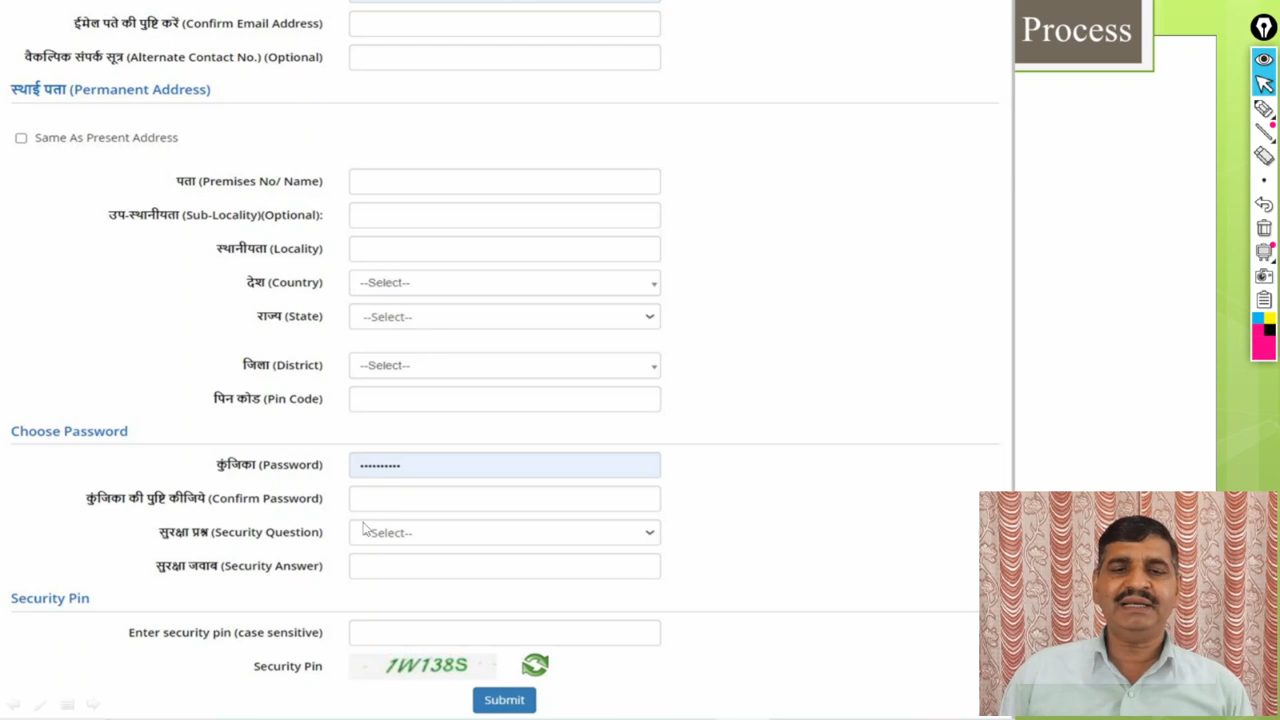 ईमेल पते की पुष्टि करें (Confirm Email Address)
वैकल्पिक संपर्क सूत्र (Alternate Contact No.) (Optional)
स्थाई पता (Permanent Address)
Same As Present Address
पता (Premises No/ Name)
उप-स्थानीयता (Sub-Locality)(Optional):
स्थानीयता (Locality)
देश (Country) --Select--
राज्य (State) --Select--
जिला (District) --Select--
पिन कोड (Pin Code)
Choose Password
कुंजिका (Password) ••••••••••
कुंजिका की पुष्टि कीजिये (Confirm Password)
सुरक्षा प्रश्न (Security Question) --Select--
सुरक्षा जवाब (Security Answer)
Security Pin
Enter security pin (case sensitive)
Security Pin 1W138S
Submit
Process